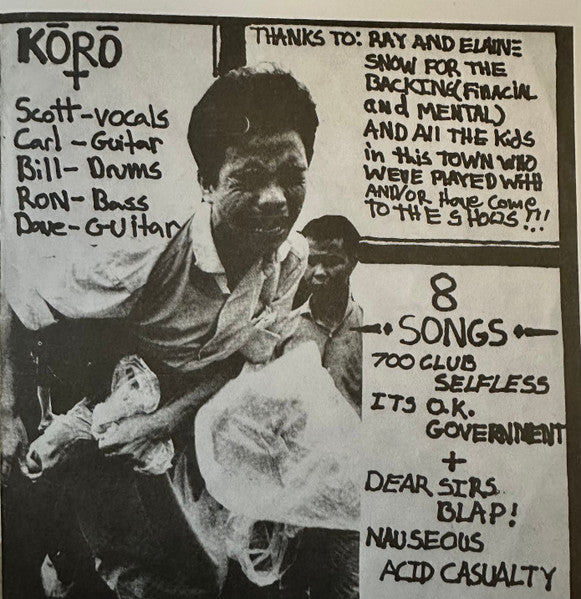 KŌRŌ
Scott-vocals
Carl-Guitar
Bill-Drums
RON-Bass
Dave-GUitar
THANKS TO: RAY AND ELAINE
SNOW FOR THE
BACKING(FINACIAL
and MENTAL)
AND All THE Kids
in this TOWN WHO
WE'VE PLAYED WITH
AND/OR Have Come
TO THE SHOWS!!!
8
SONGS
700 CLUB
SELFLESS
ITS O.K.
GOVERNMENT
+
DEAR SIRS
BLAP!
NAUSEOUS
ACID CASUALTY